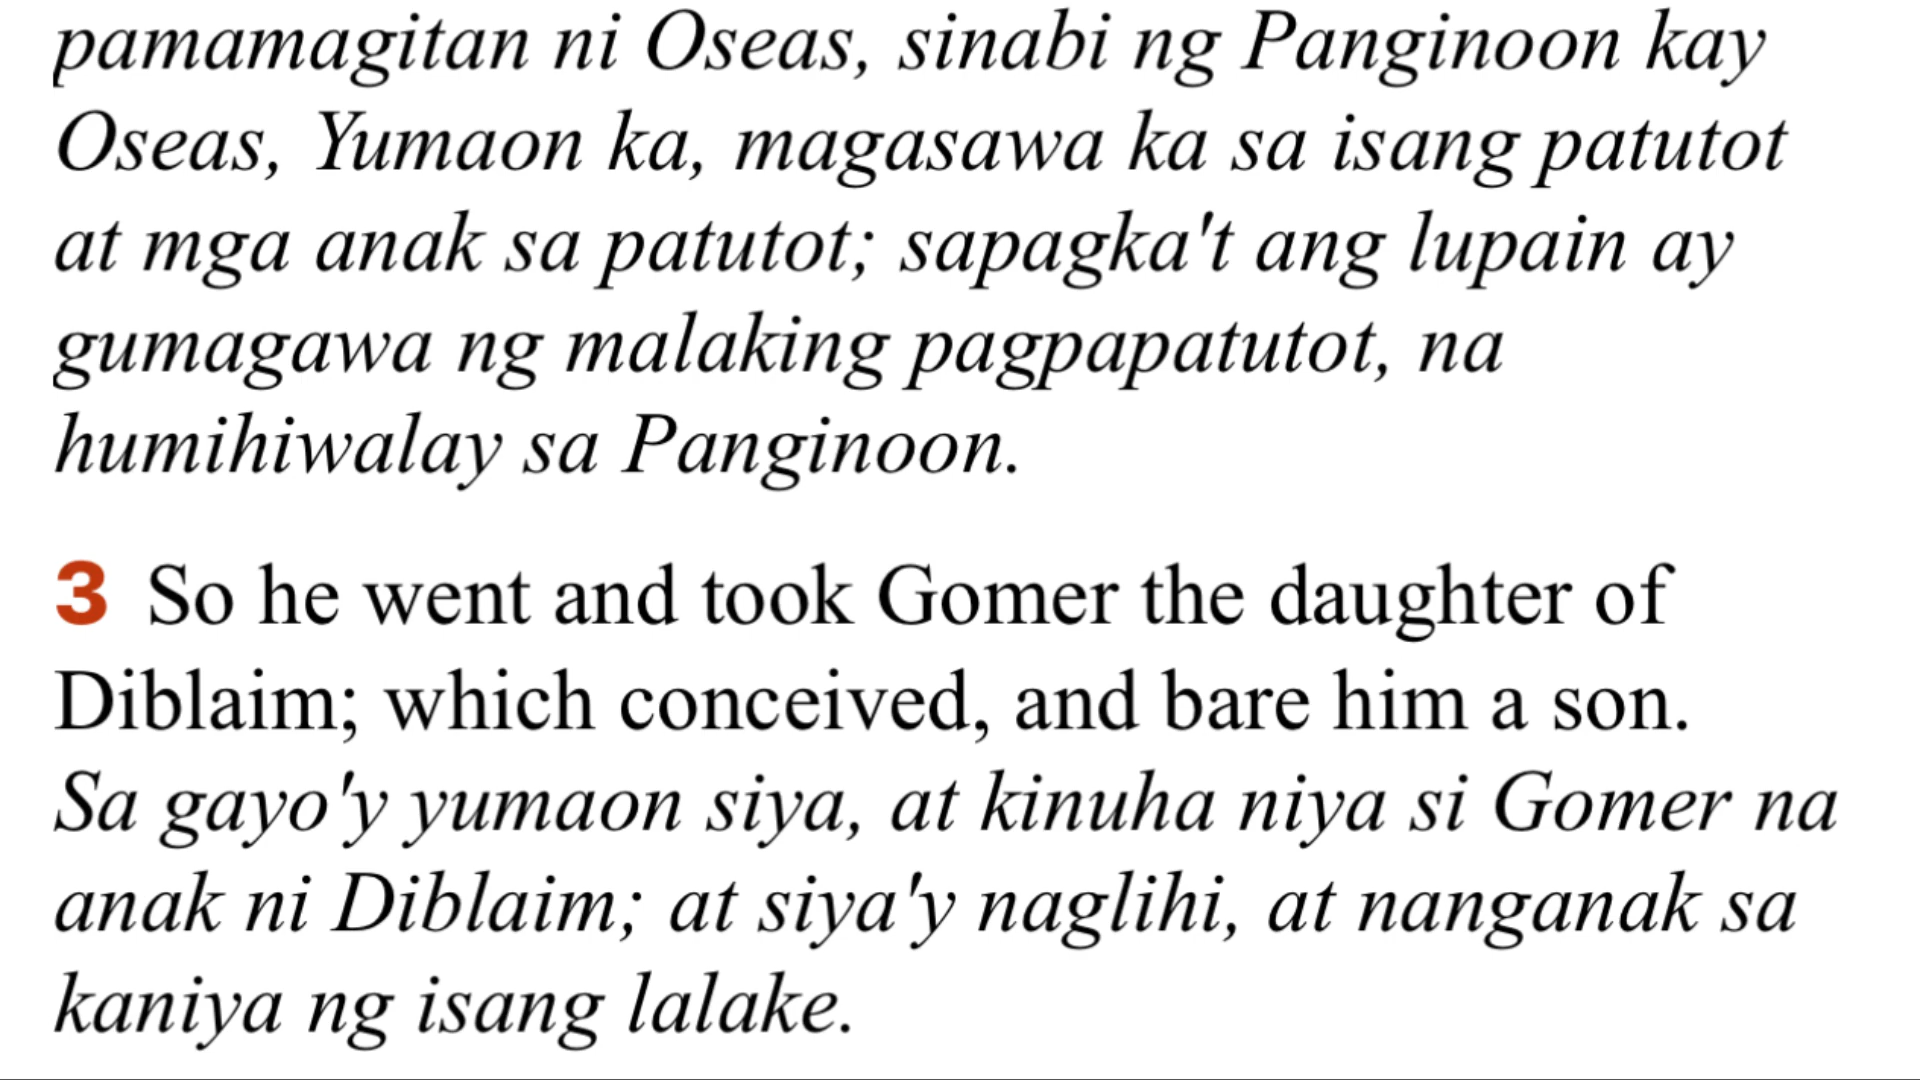 pamamagitan ni Oseas, sinabi ng Panginoon kay
Oseas, Yumaon ka, magasawa ka sa isang patutot
at mga anak sa patutot; sapagka't ang lupain ay
gumagawa ng malaking pagpapatutot, na
humihiwalay sa Panginoon.
3 So he went and took Gomer the daughter of
Diblaim; which conceived, and bare him a son.
Sa gayo'y yumaon siya, at kinuha niya si Gomer na
anak ni Diblaim; at siya'y naglihi, at nanganak sa
kaniya ng isang lalake.